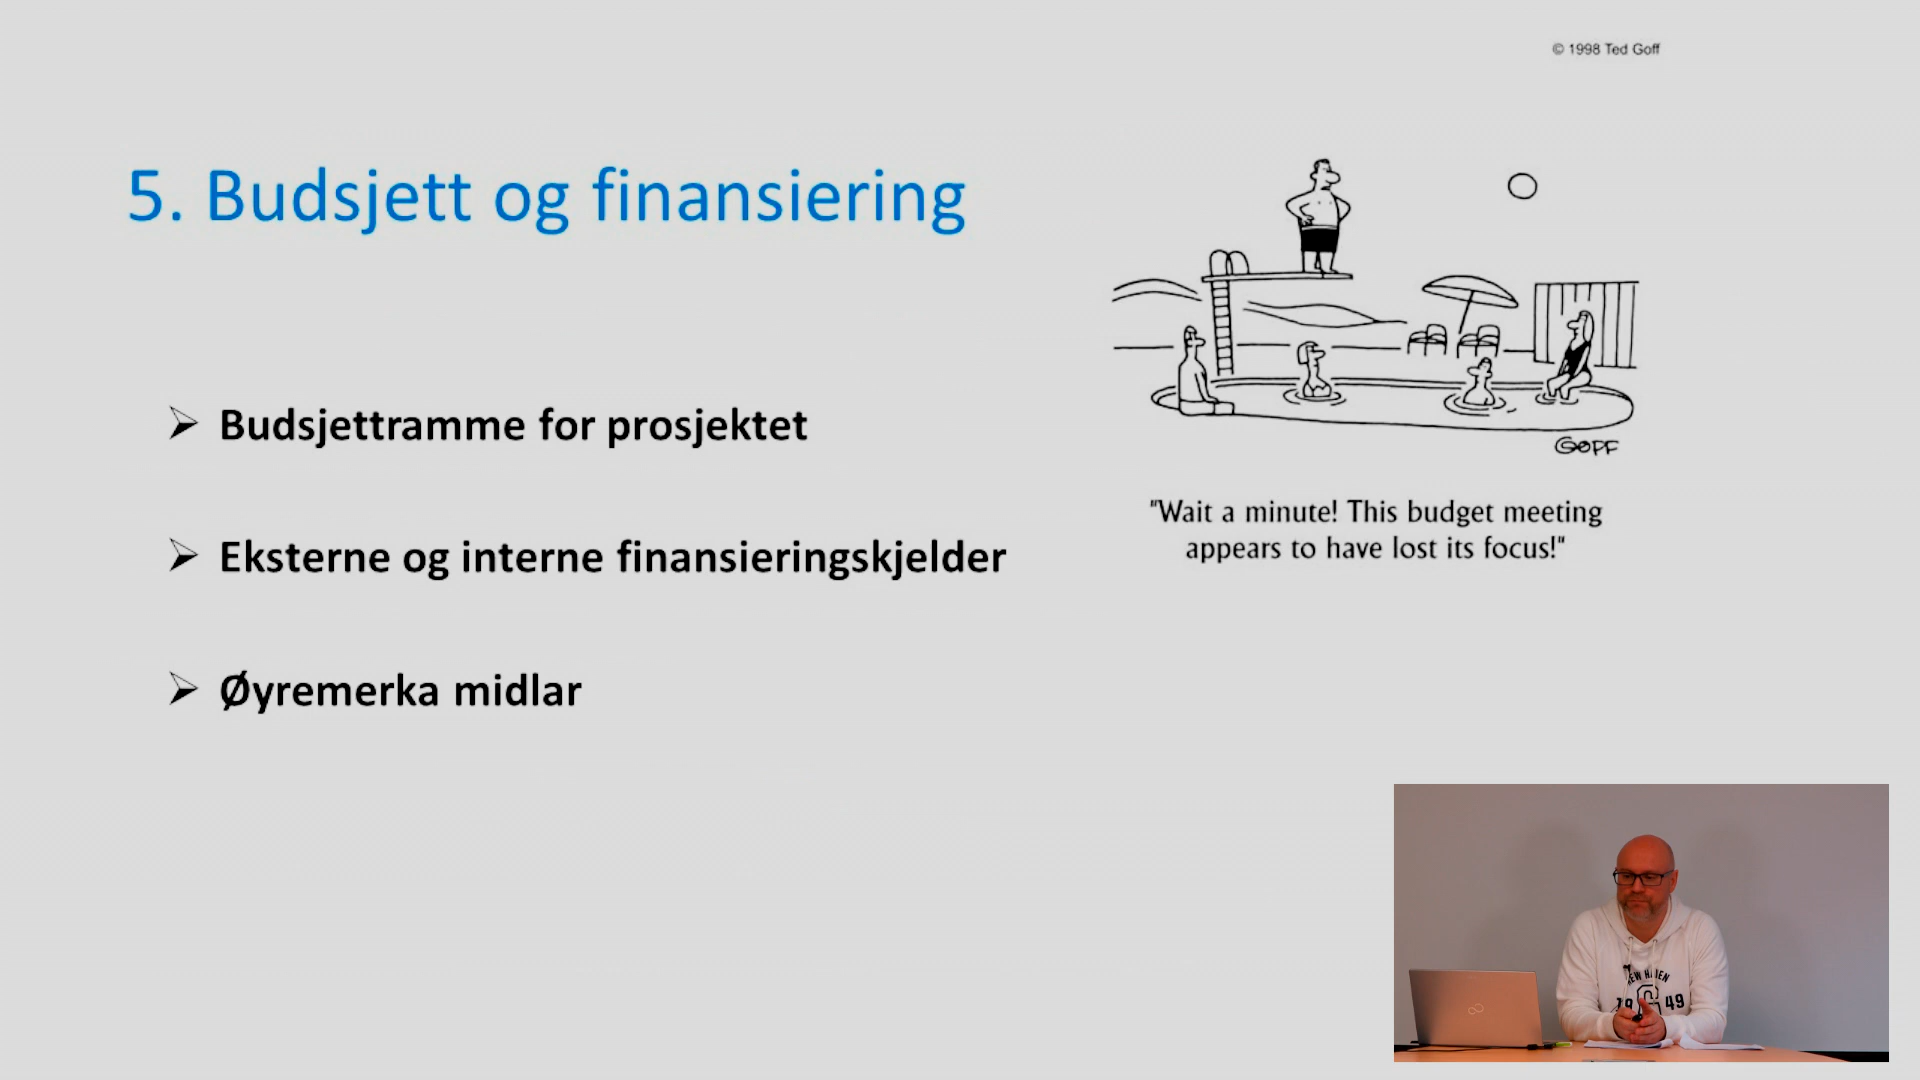 © 1998 Ted Goff
5. Budsjett og finansiering
Budsjettramme for prosjektet
Eksterne og interne finansieringskjelder
Øyremerka midlar
GOFF
"Wait a minute! This budget meeting
appears to have lost its focus!"
49